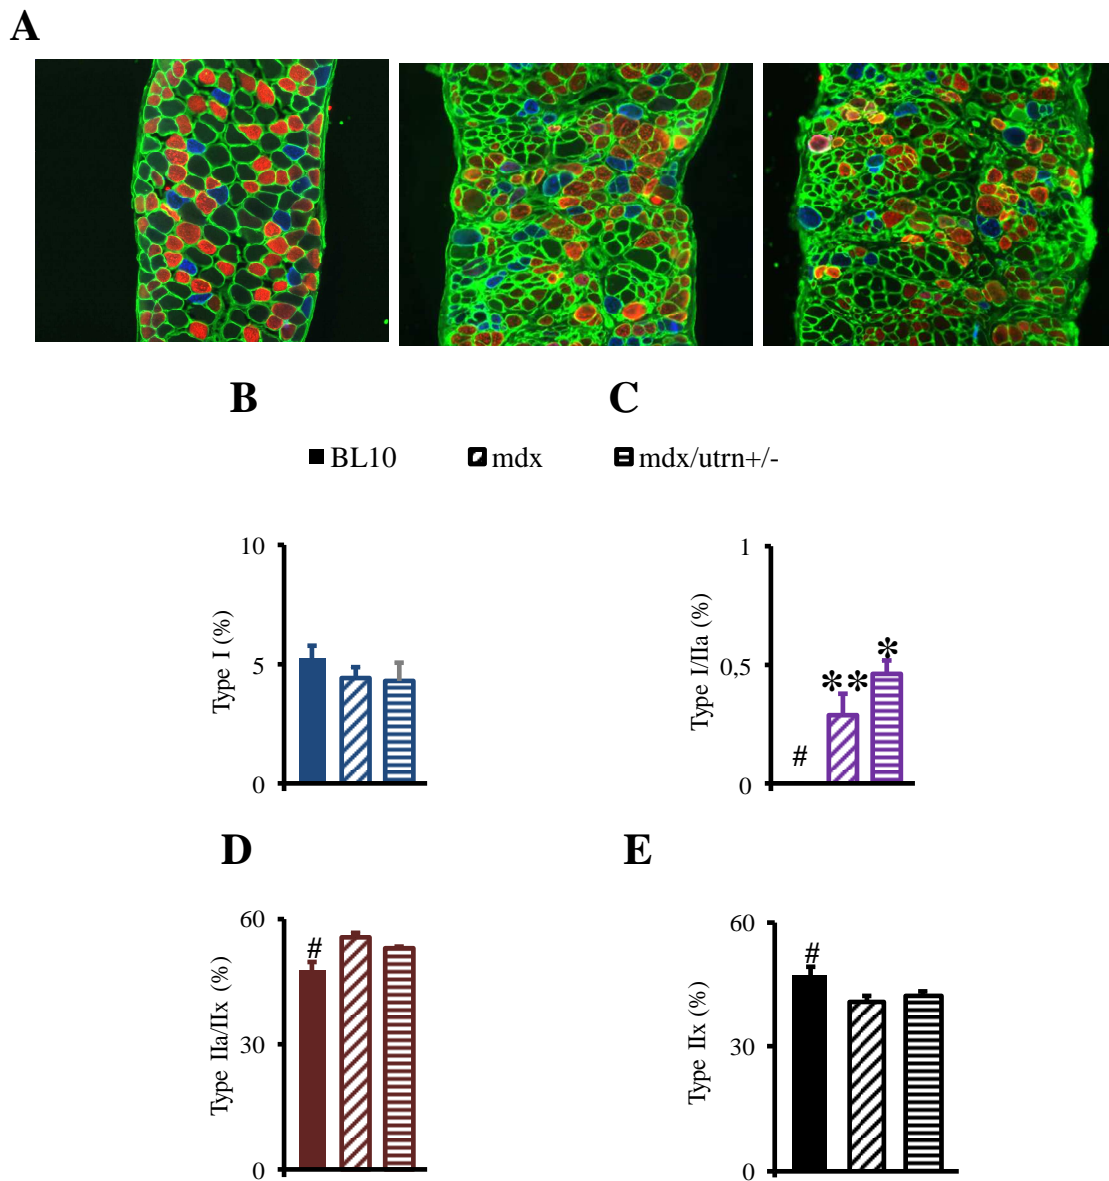 A
B
C
BL10
mdx
mdx/utrn+/-
10
5
0
Type I (%)
1
0,5
0
Type I/IIa (%)
#
**
*
D
E
60
30
0
Type IIa/IIx (%)
#
60
30
0
Type IIx (%)
#